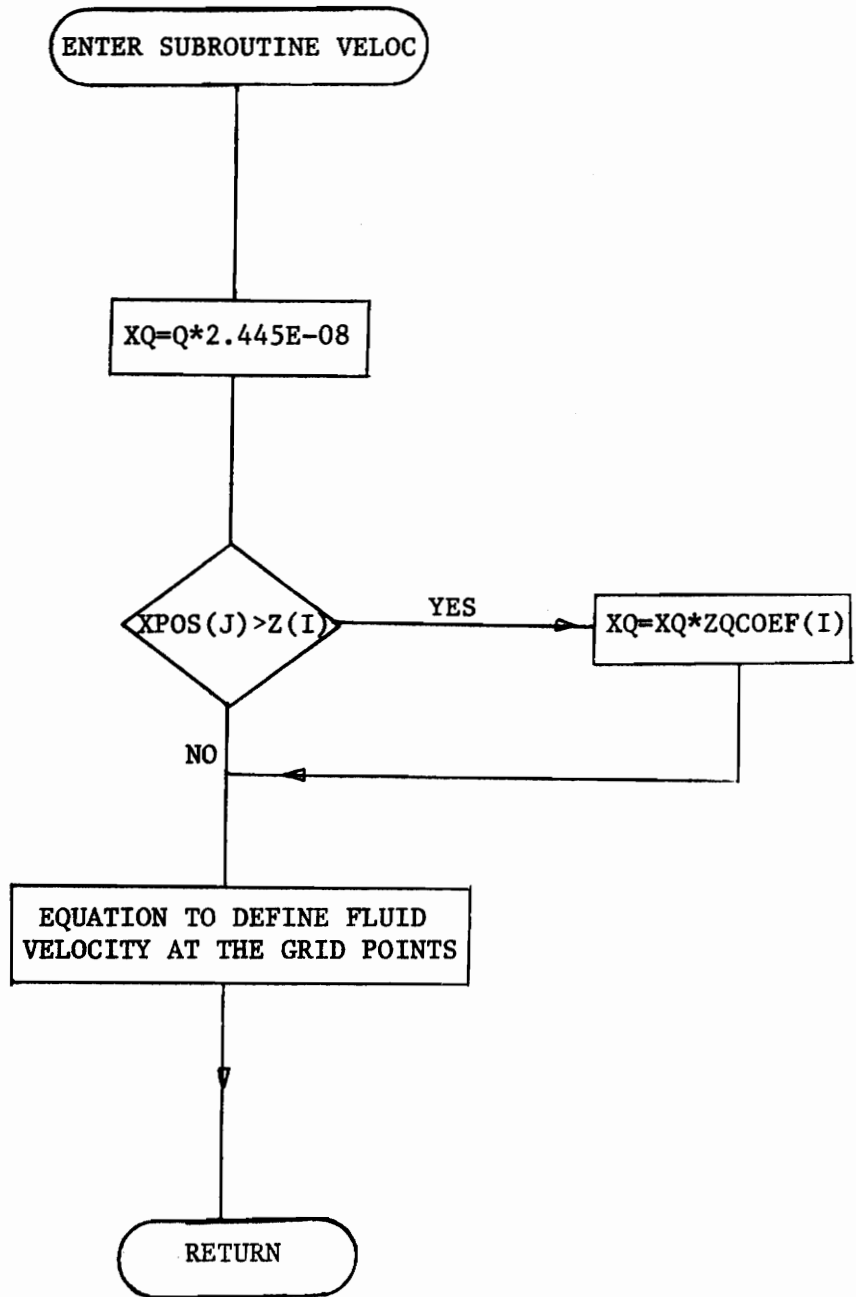 ENTER SUBROUTINE VELOC
XQ=Q*2.445E-08
XPOS(J)>Z(I)
YES
XQ=XQ*ZQCOEF(I)
NO
EQUATION TO DEFINE FLUID
VELOCITY AT THE GRID POINTS
RETURN